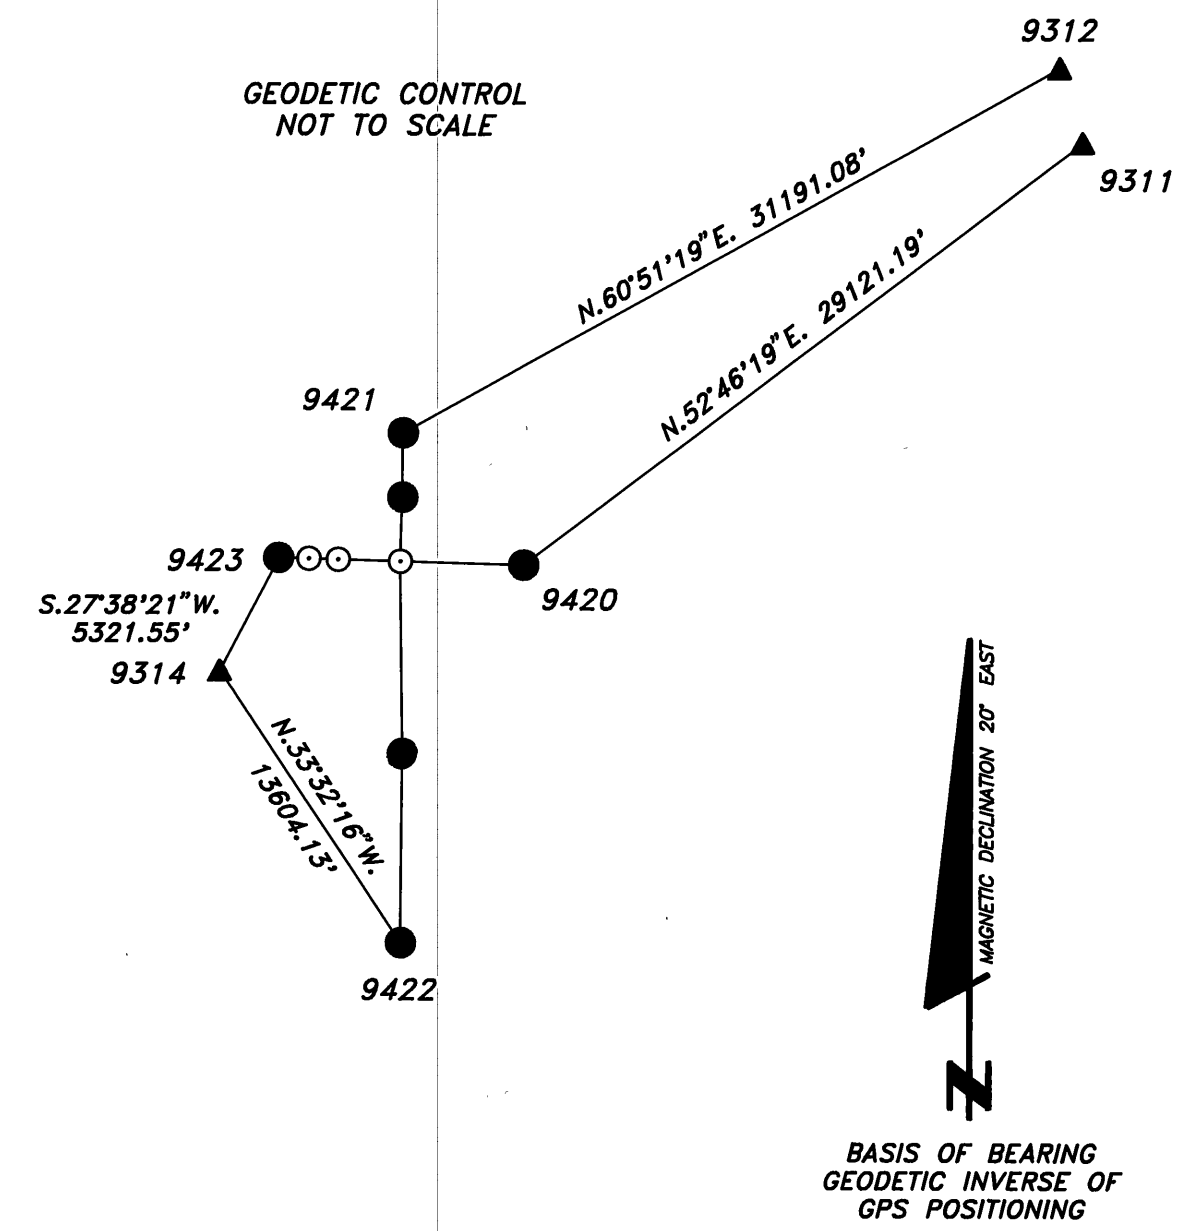 9312
GEODETIC CONTROL
NOT TO SCALE
9311
N.60°51'19"E. 31191.08'
N.52°46'19"E. 29121.19'
9421
9423
9420
S.27°38'21"W.
5321.55'
9314
N.33°32'16"W.
13604.13'
9422
MAGNETIC DECLINATION 20° EAST
N
BASIS OF BEARING
GEODETIC INVERSE OF
GPS POSITIONING